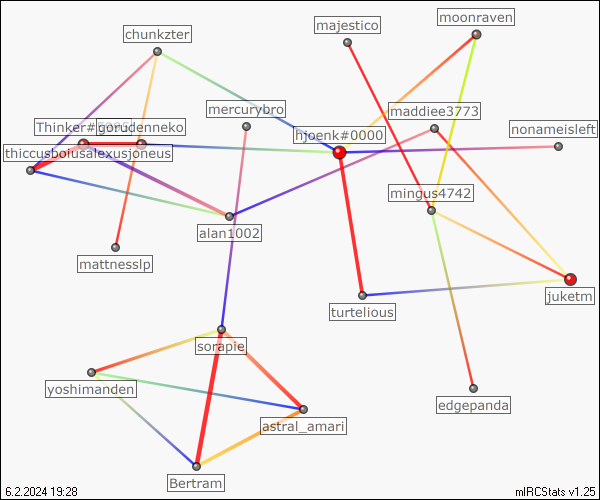 moonraven
majestico
chunkzter
mercurybro
maddiee3773
Thinker#
gorudenneko
hjoenk#0000
nonameisleft
thiccusboiusalexusjoneus
mingus4742
alan1002
mattnesslp
juketm
turtelious
sorapie
yoshimanden
edgepanda
astral_amari
Bertram
6.2.2024 19:28
mIRCStats v1.25